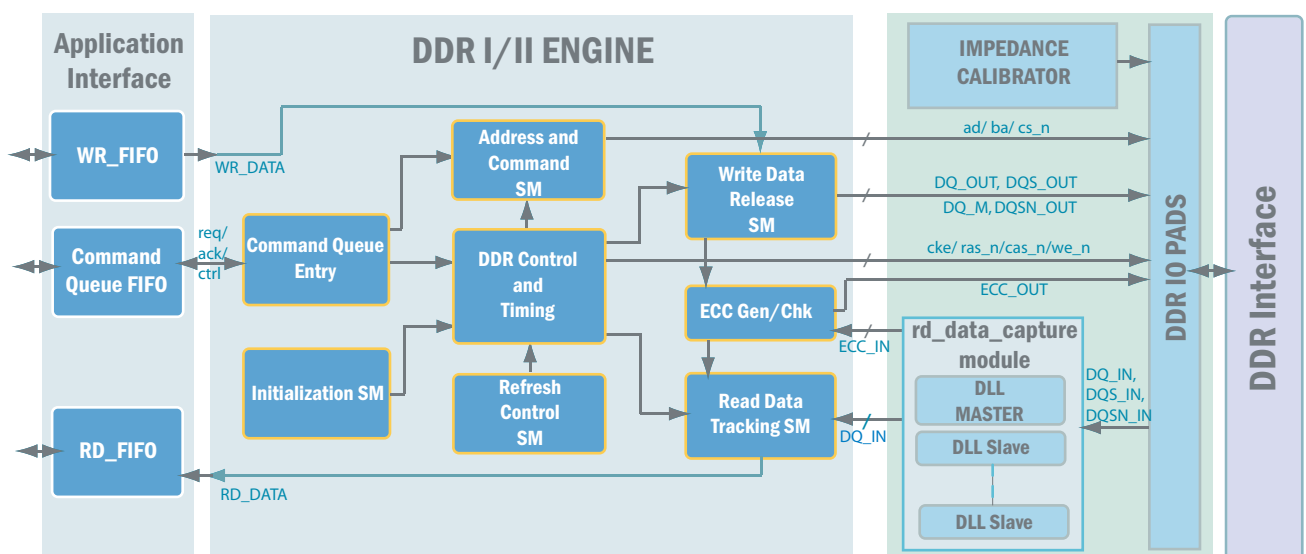 Application
Interface
WR_FIFO
Command
Queue FIFO
RD_FIFO
req/
ack/
ctrl
DDR I/II ENGINE
WR_DATA
Address and
Command
SM
Command Queue
Entry
DDR Control
and
Timing
Initialization SM
Refresh
Control
SM
Write Data
Release
SM
ECC Gen/Chk
Read Data
Tracking SM
RD_DATA
IMPEDANCE
CALIBRATOR
ad/ ba/ cs_n
DQ_OUT, DQS_OUT
DQ_M, DQSN_OUT
cke/ ras_n/cas_n/we_n
ECC_OUT
ECC_IN
DQ_IN
rd_data_capture
module
DLL
MASTER
DLL Slave
DLL Slave
DQ_IN,
DQS_IN,
DQSN_IN
DDR IO PADS
DDR Interface